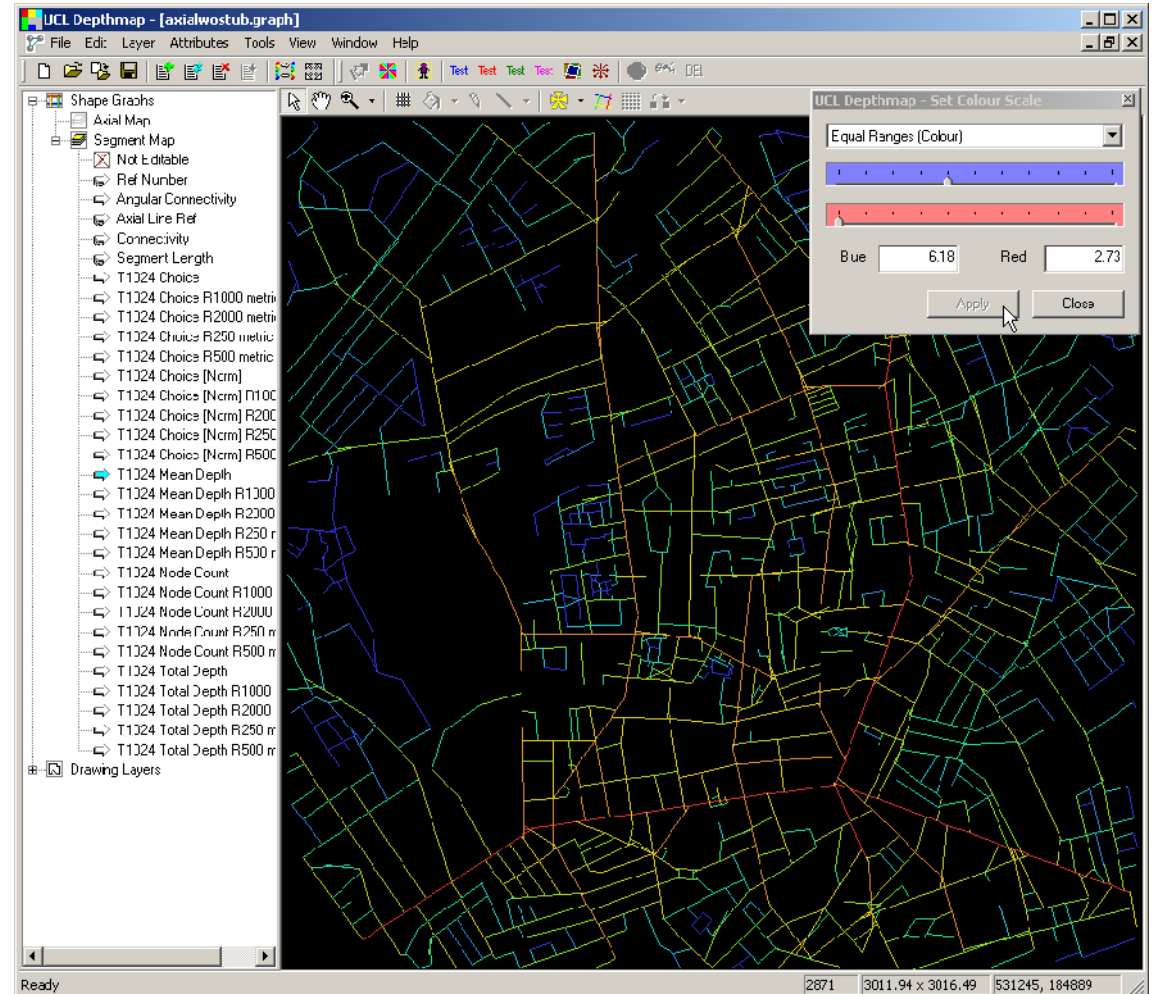 UCL Depthmap - [axialwostub.graph]
File Edit Layer Attributes Tools View Window Help
Test Test Test Test DEL
Shape Graphs
Axial Map
Segment Map
Not Editable
Ref Number
Angular Connectivity
Axial Line Ref
Connectivity
Segment Length
T1024 Choice
T1024 Choice R1000 metri
T1024 Choice R2000 metri
T1024 Choice R250 metric
T1024 Choice R500 metric
T1024 Choice [Norm]
T1024 Choice [Norm] R100
T1024 Choice [Norm] R200
T1024 Choice [Norm] R250
T1024 Choice [Norm] R500
T1024 Mean Depth
T1024 Mean Depth R1000
T1024 Mean Depth R2000
T1024 Mean Depth R250 r
T1024 Mean Depth R500 r
T1024 Node Count
T1024 Node Count R1000
T1024 Node Count R2000
T1024 Node Count R250 m
T1024 Node Count R500 m
T1024 Total Depth
T1024 Total Depth R1000
T1024 Total Depth R2000
T1024 Total Depth R250 m
T1024 Total Depth R500 m
Drawing Layers
UCL Depthmap - Set Colour Scale
Equal Ranges (Colour)
Blue 6.18 Red 2.73
Apply Close
Ready 2871 3011.94 x 3016.49 531245, 184889